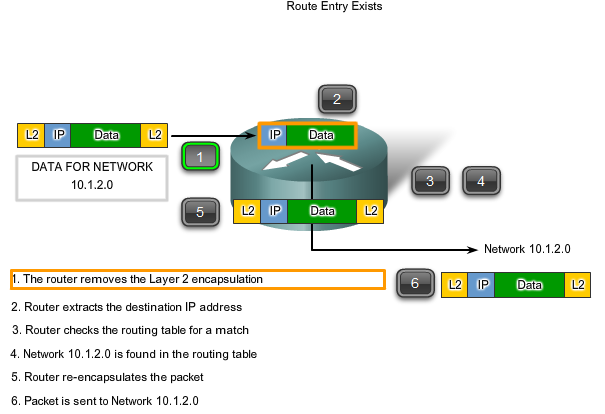 Route Entry Exists
2
L2 IP Data L2
IP Data
1
DATA FOR NETWORK
10.1.2.0
3 4
5
L2 IP Data L2
Network 10.1.2.0
1. The router removes the Layer 2 encapsulation
6
L2 IP Data L2
2. Router extracts the destination IP address
3. Router checks the routing table for a match
4. Network 10.1.2.0 is found in the routing table
5. Router re-encapsulates the packet
6. Packet is sent to Network 10.1.2.0